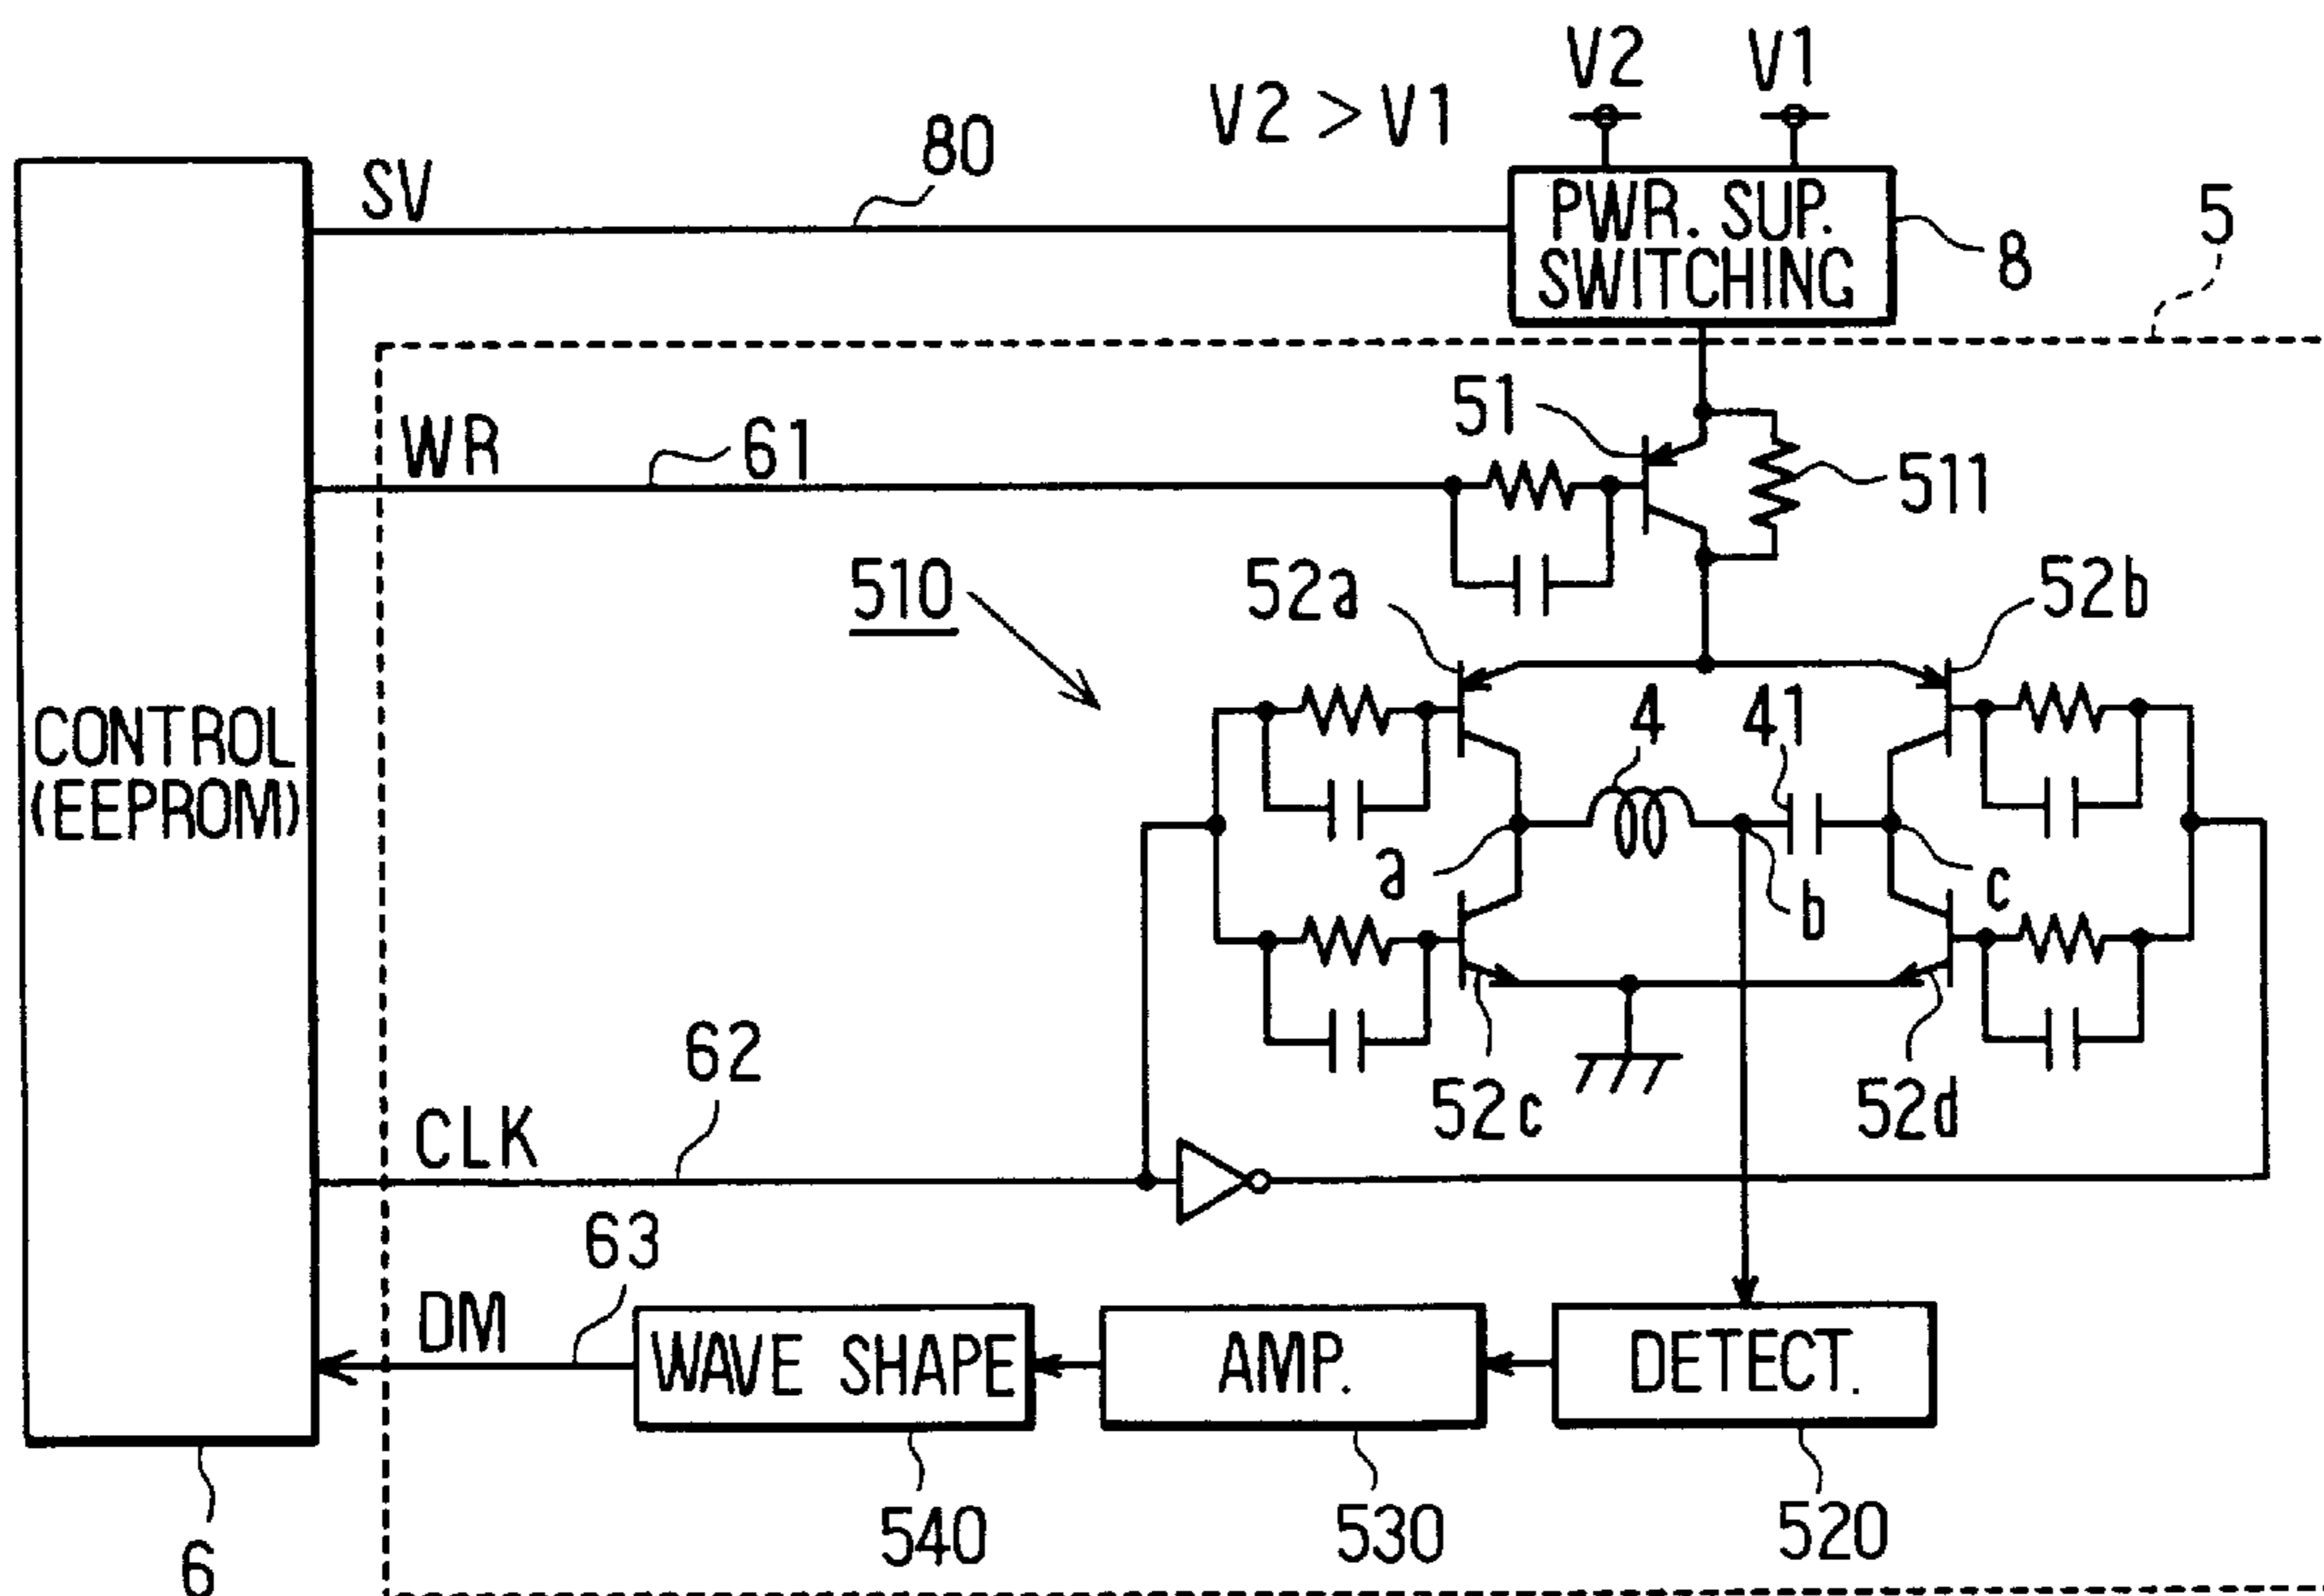 V2
V1
V2 > V1
80
SV
PWR. SUP.
SWITCHING
8
5
51
WR
61
511
510
52a
52b
4
41
CONTROL
(EEPROM)
a
b
c
62
52c
52d
CLK
63
DM
WAVE SHAPE
AMP.
DETECT.
540
530
520
6